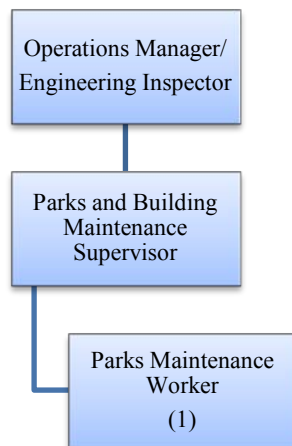 Operations Manager/
Engineering Inspector
Parks and Building
Maintenance
Supervisor
Parks Maintenance
Worker
(1)